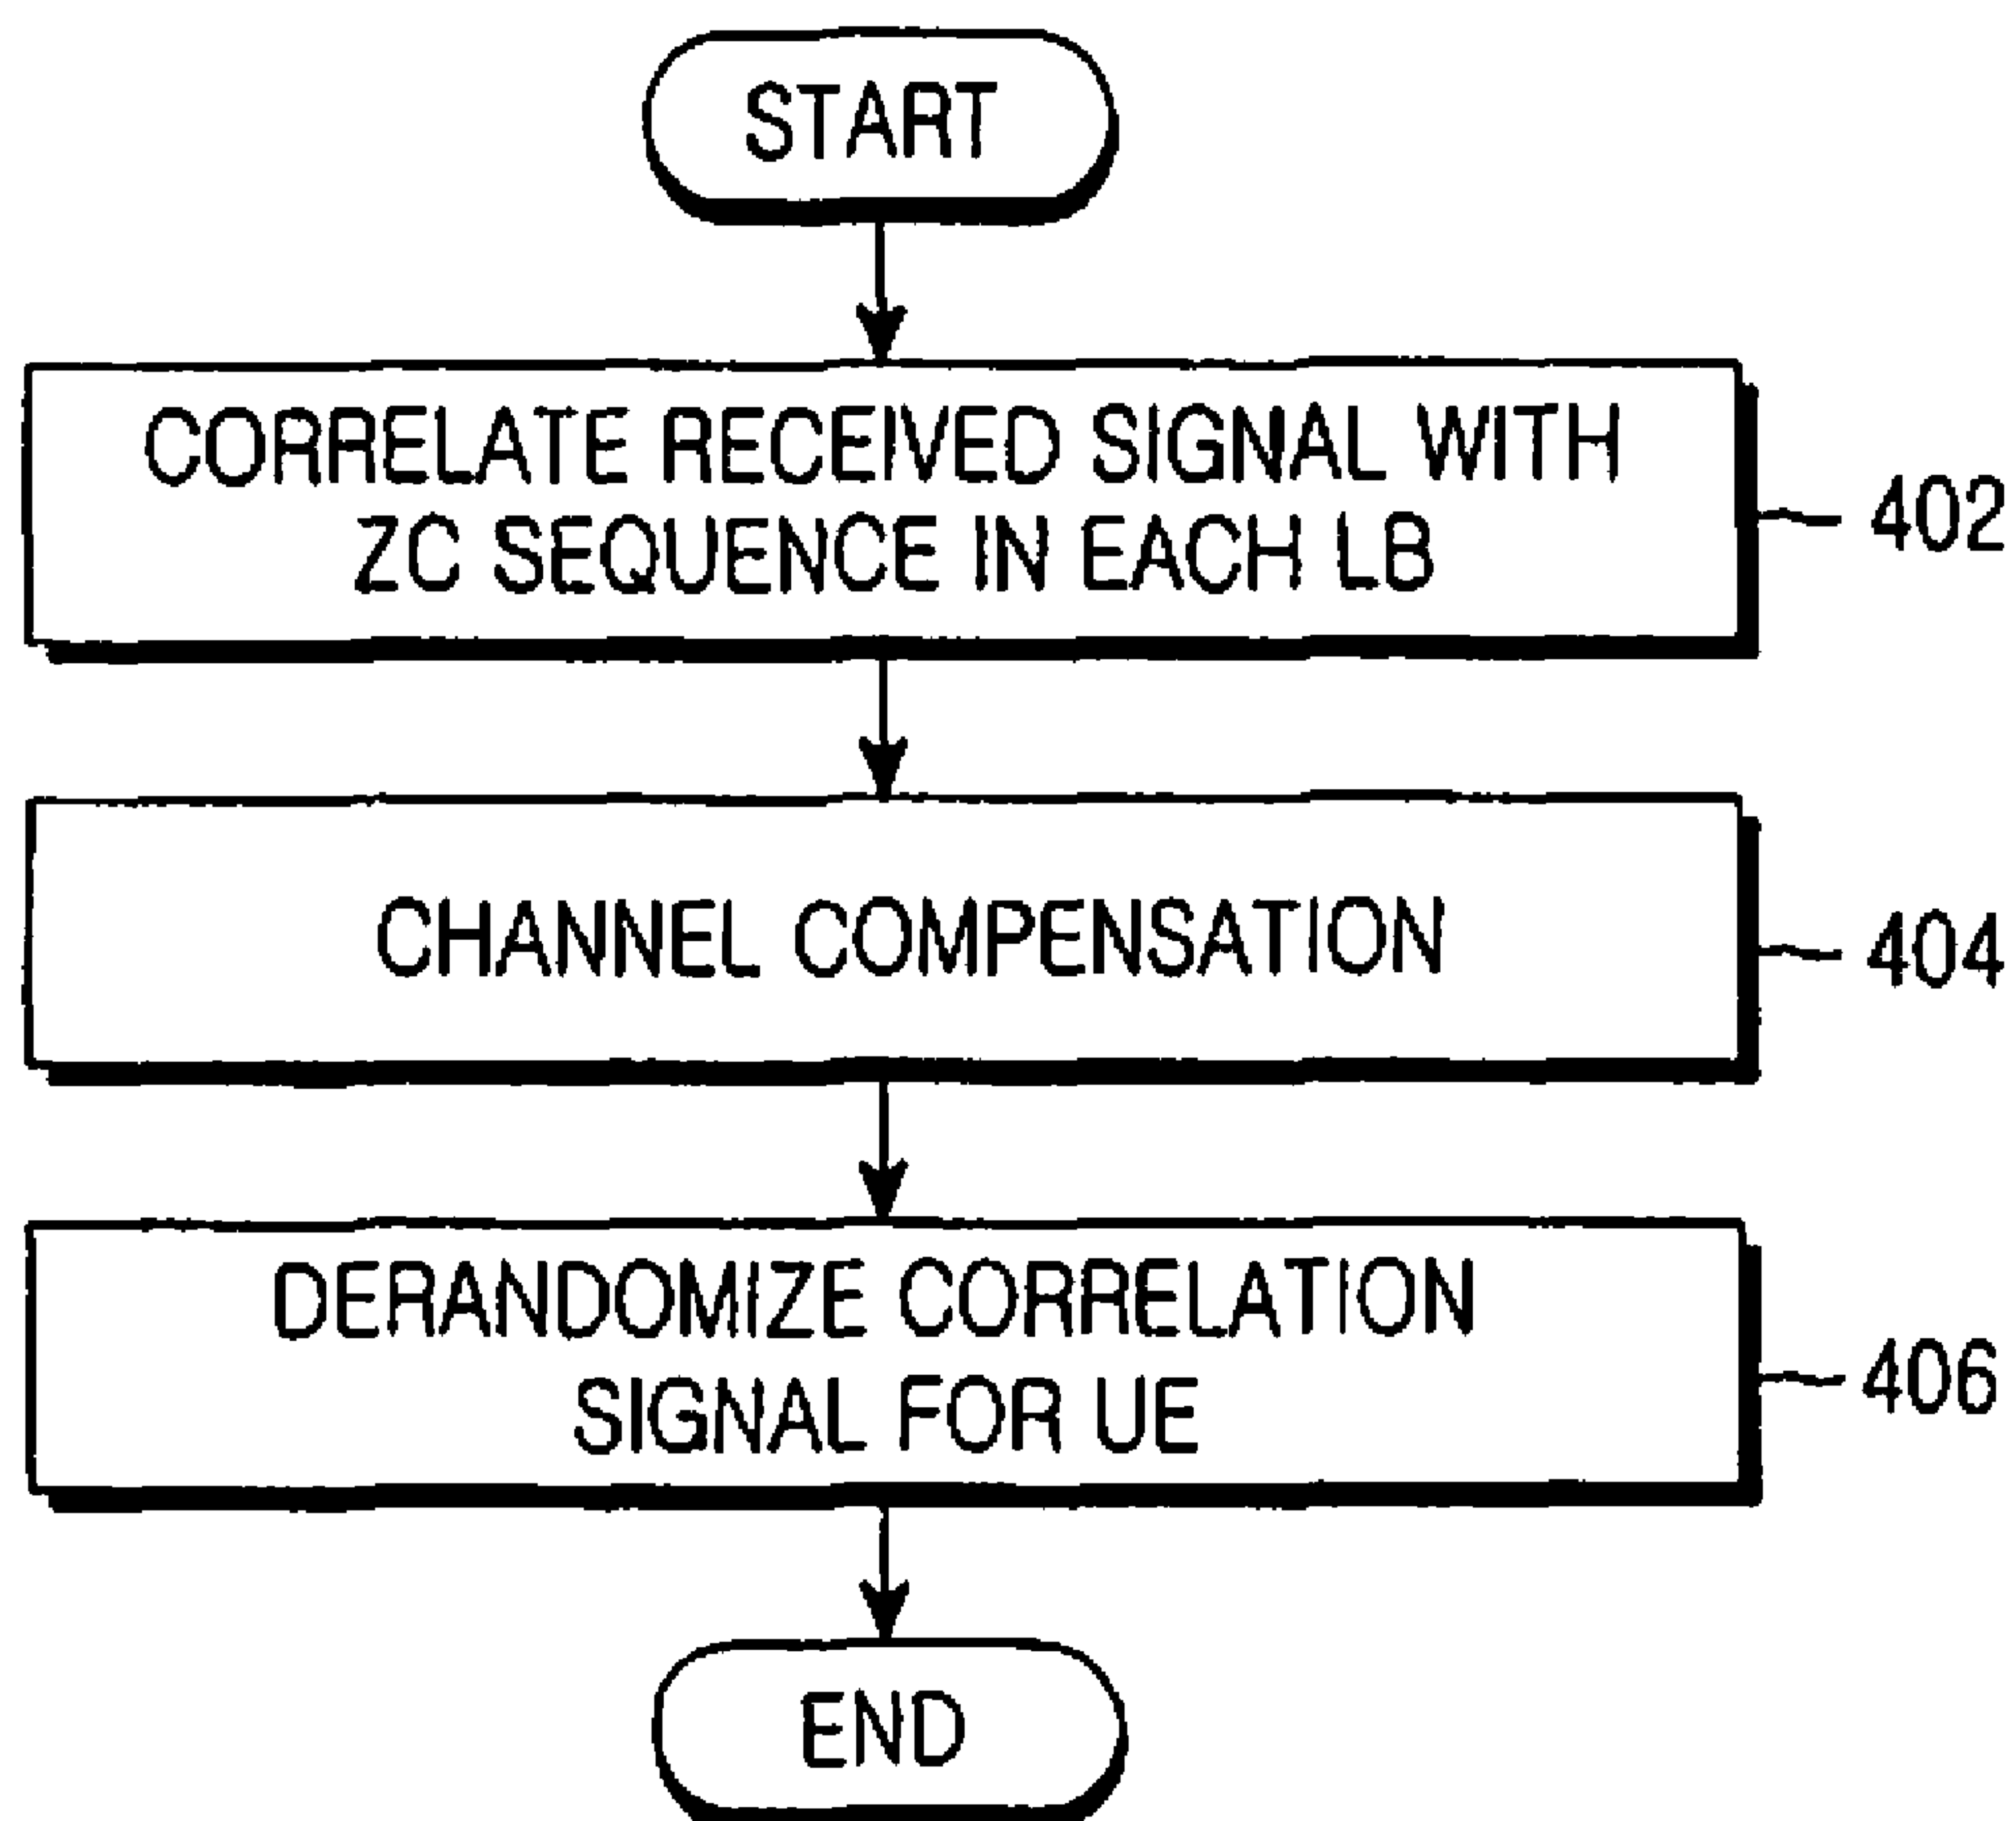 START
CORRELATE RECEIVED SIGNAL WITH
ZC SEQUENCE IN EACH LB
402
CHANNEL COMPENSATION
404
DERANDOMIZE CORRELATION
SIGNAL FOR UE
406
END